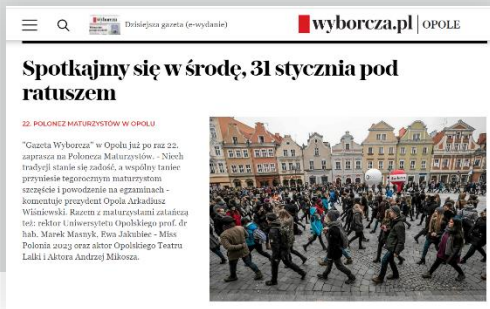 Dzisiejsza gazeta (e-wydanie)
wyborcza.pl | OPOLE
Spotkajmy się w środę, 31 stycznia pod
ratuszem
22. POLONEZ MATURZYSTÓW W OPOLU
"Gazeta Wyborcza" w Opolu już po raz 22.
zaprasza na Poloneza Maturzystów. - Niech
tradycji stanie się zadość, a wspólny taniec
przyniesie tegorocznym maturzystom
szczęście i powodzenie na egzaminach -
komentuje prezydent Opola Arkadiusz
Wiśniewski. Razem z maturzystami zatańczą
też: rektor Uniwersytetu Opolskiego prof. dr
hab. Marek Masnyk, Ewa Jakubiec - Miss
Polonia 2023 oraz aktor Opolskiego Teatru
Lalki i Aktora Andrzej Mikosza.